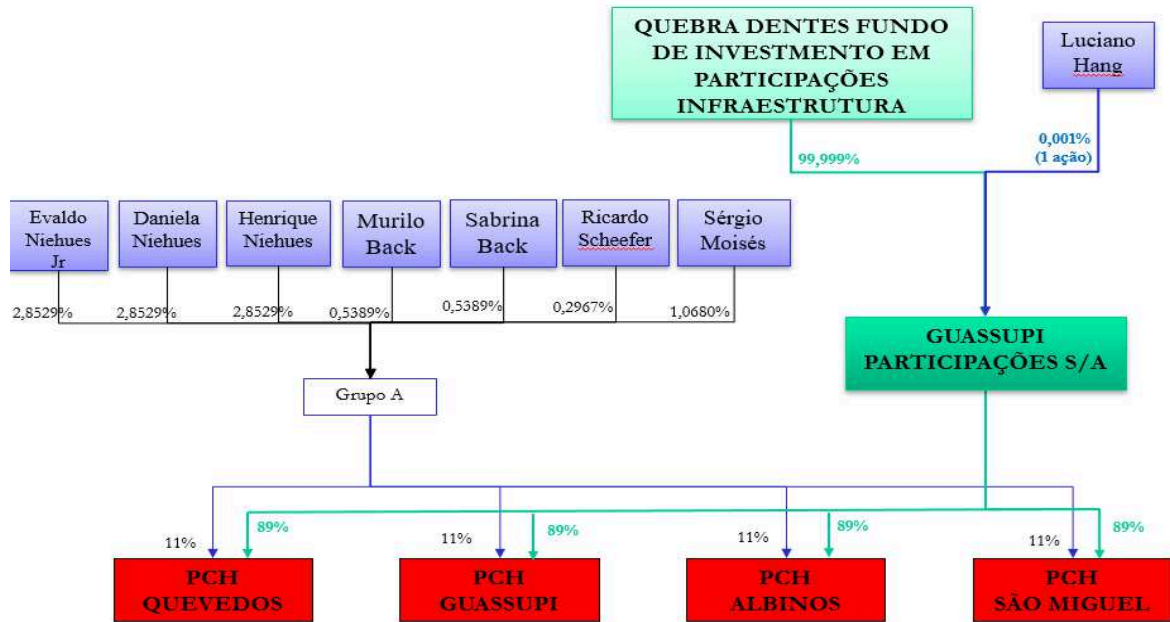 QUEBRA DENTES FUNDO
DE INVESTMENTO EM
PARTICIPAÇÕES
INFRAESTRUTURA
Luciano
Hang
99,999%
0,001%
(1 ação)
Evaldo
Niehues
Jr
Daniela
Niehues
Henrique
Niehues
Murilo
Back
Sabrina
Back
Ricardo
Scheefer
Sérgio
Moisés
2,8529%
2,8529%
2,8529%
0,5389%
0,5389%
0,2967%
1,0680%
GUASSUPI
PARTICIPAÇÕES S/A
Grupo A
11%
89%
11%
89%
11%
89%
11%
89%
PCH
QUEVEDOS
PCH
GUASSUPI
PCH
ALBINOS
PCH
SÃO MIGUEL